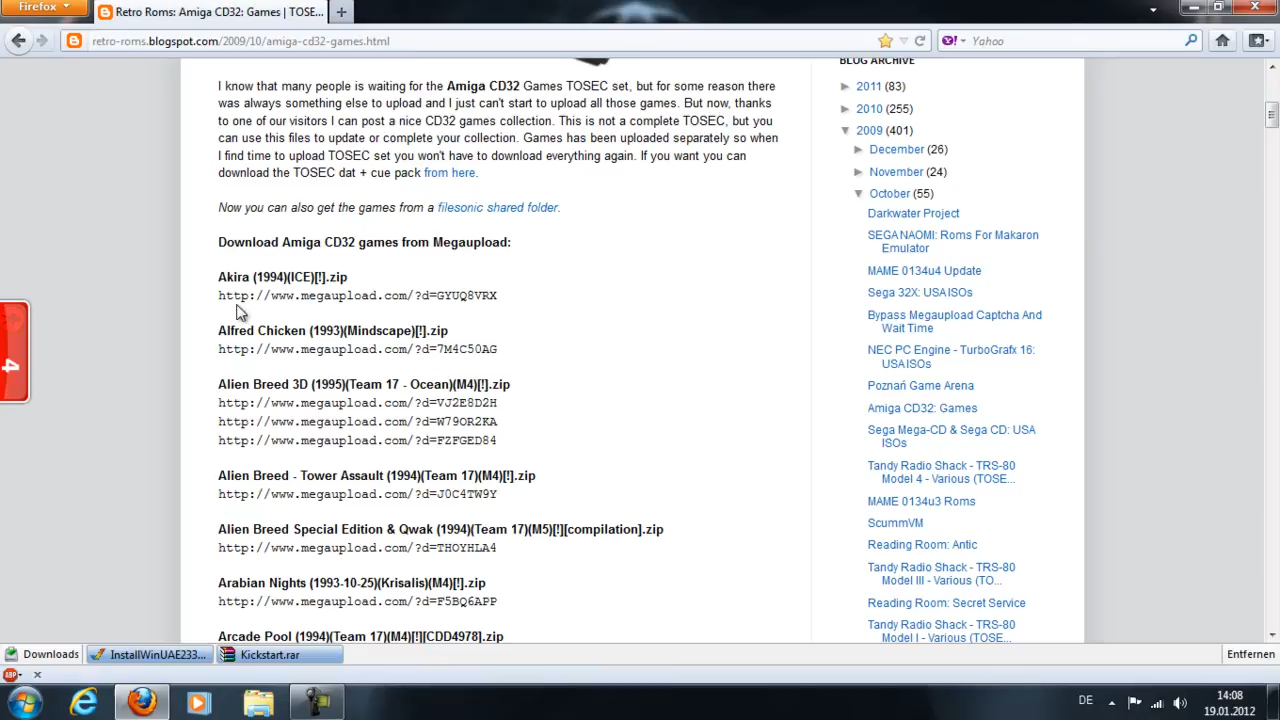 Firefox
Retro Roms: Amiga CD32: Games | TOSE...
retro-roms.blogspot.com/2009/10/amiga-cd32-games.html
Yahoo
I know that many people is waiting for the Amiga CD32 Games TOSEC set, but for some reason there
was always something else to upload and I just can't start to upload all those games. But now, thanks
to one of our visitors I can post a nice CD32 games collection. This is not a complete TOSEC, but you
can use this files to update or complete your collection. Games has been uploaded separately so when
I find time to upload TOSEC set you won't have to download everything again. If you want you can
download the TOSEC dat + cue pack from here.
Now you can also get the games from a filesonic shared folder.
Download Amiga CD32 games from Megaupload:
Akira (1994)(ICE)[!].zip
http://www.megaupload.com/?d=GYUQ8VRX
Alfred Chicken (1993)(Mindscape)[!].zip
http://www.megaupload.com/?d=7M4C50AG
Alien Breed 3D (1995)(Team 17 - Ocean)(M4)[!].zip
http://www.megaupload.com/?d=VJ2E8D2H
http://www.megaupload.com/?d=W79OR2KA
http://www.megaupload.com/?d=FZFGED84
Alien Breed - Tower Assault (1994)(Team 17)(M4)[!].zip
http://www.megaupload.com/?d=J0C4TW9Y
Alien Breed Special Edition & Qwak (1994)(Team 17)(M5)[!][compilation].zip
http://www.megaupload.com/?d=THOYHLA4
Arabian Nights (1993-10-25)(Krisalis)(M4)[!].zip
http://www.megaupload.com/?d=F5BQ6APP
Arcade Pool (1994)(Team 17)(M4)[!][CDD4978].zip
BLOG ARCHIVE
► 2011 (83)
► 2010 (255)
▼ 2009 (401)
► December (26)
► November (24)
▼ October (55)
Darkwater Project
SEGA NAOMI: Roms For Makaron
Emulator
MAME 0134u4 Update
Sega 32X: USA ISOs
Bypass Megaupload Captcha And
Wait Time
NEC PC Engine - TurboGrafx 16:
USA ISOs
Poznań Game Arena
Amiga CD32: Games
Sega Mega-CD & Sega CD: USA
ISOs
Tandy Radio Shack - TRS-80
Model 4 - Various (TOSE...
MAME 0134u3 Roms
ScummVM
Reading Room: Antic
Tandy Radio Shack - TRS-80
Model III - Various (TO...
Reading Room: Secret Service
Tandy Radio Shack - TRS-80
Model I - Various (TOSE...
4
Downloads
InstallWinUAE233...
Kickstart.rar
Entfernen
ABP
DE
14:08
19.01.2012